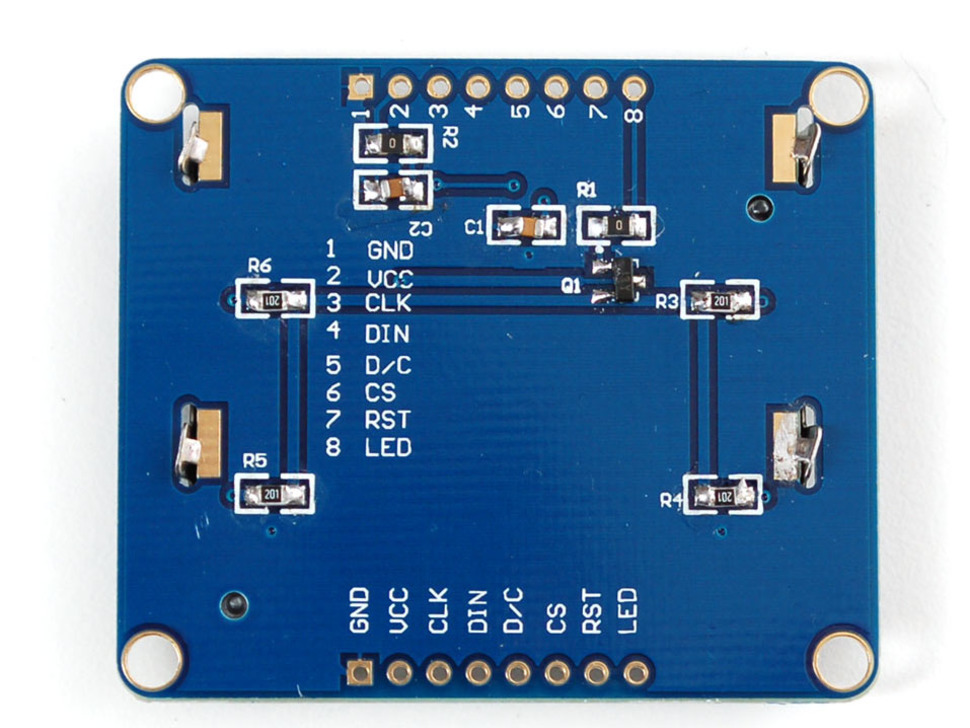 1 2 3 4 5 6 7 8
R2
0
C2
C1
R1
0
1 GND
2 VCC
3 CLK
4 DIN
5 D/C
6 CS
7 RST
8 LED
Q1
R6
201
R3
201
R5
201
R4
201
GND VCC CLK DIN D/C CS RST LED